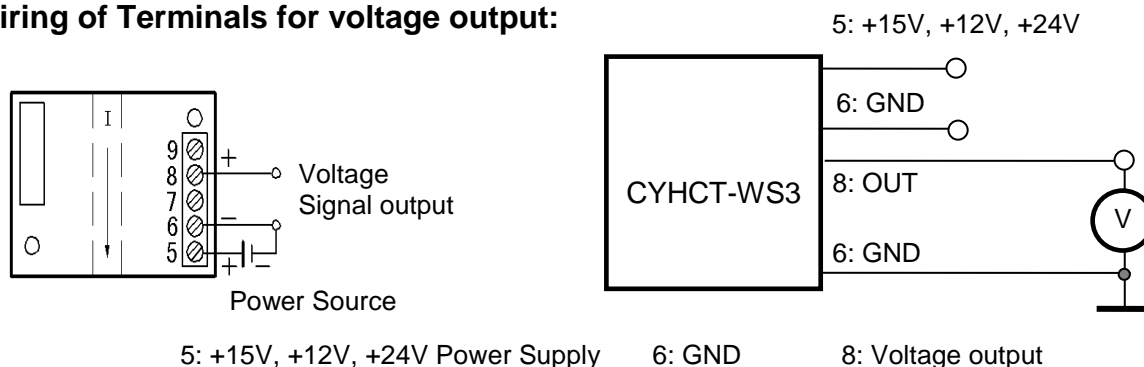 iring of Terminals for voltage output:
I
9
8
7
6
5
+
−
+
−
Voltage
Signal output
Power Source
5: +15V, +12V, +24V
6: GND
CYHCT-WS3
8: OUT
V
6: GND
5: +15V, +12V, +24V Power Supply 6: GND 8: Voltage output